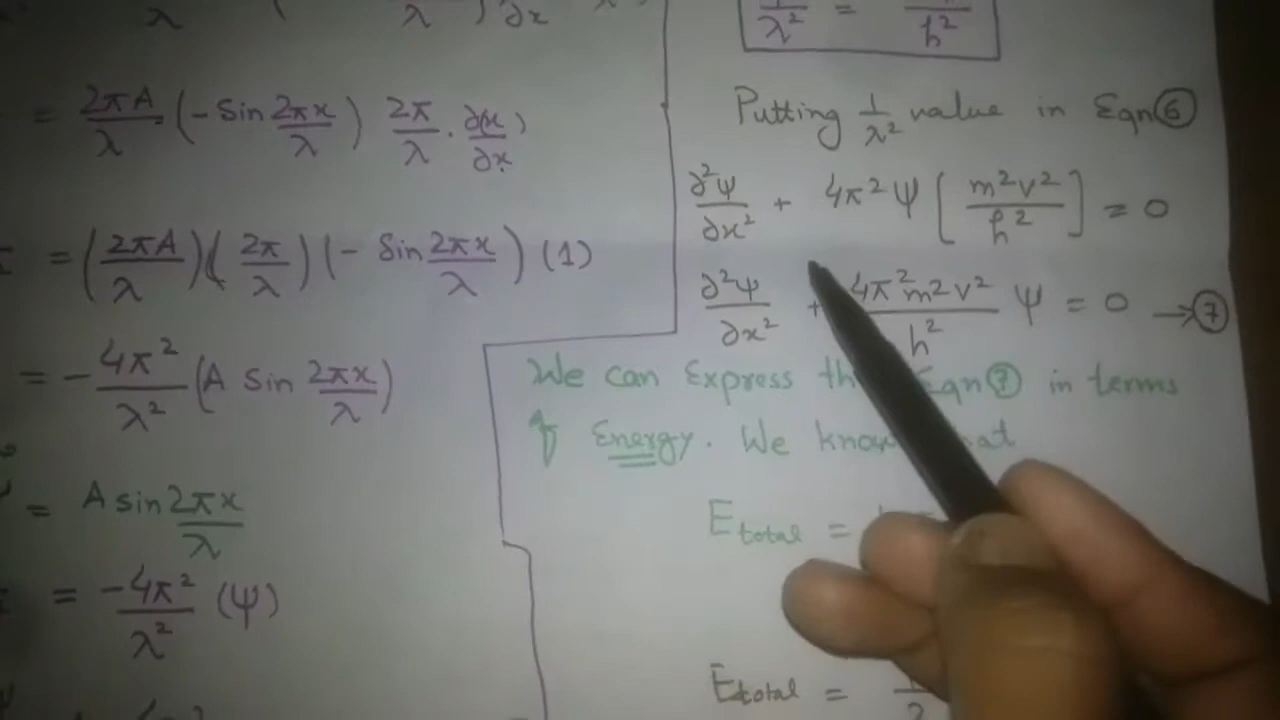 λ ( λ ) ∂x
= 2πA/λ (-Sin 2πx/λ) 2π/λ . ∂(x)/∂x
= (2πA/λ)(2π/λ)(- Sin 2πx/λ) (1)
= - 4π²/λ² (A Sin 2πx/λ)
= A sin 2πx/λ
= -4π²/λ² (ψ)
1/λ² = h²
Putting 1/λ² value in Eqn ⑥
∂²ψ/∂x² + 4π²ψ [m²v²/h²] = 0
∂²ψ/∂x² + 4π²m²v²/h² ψ = 0 → ⑦
We can Express Eqn ⑦ in terms
of Energy. We
E total =
E total =